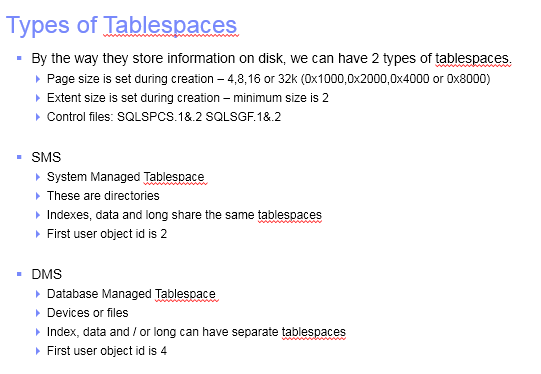 Types of Tablespaces
By the way they store information on disk, we can have 2 types of tablespaces.
Page size is set during creation – 4,8,16 or 32k (0x1000,0x2000,0x4000 or 0x8000)
Extent size is set during creation – minimum size is 2
Control files: SQLSPCS.1&.2 SQLSGF.1&.2
SMS
System Managed Tablespace
These are directories
Indexes, data and long share the same tablespaces
First user object id is 2
DMS
Database Managed Tablespace
Devices or files
Index, data and / or long can have separate tablespaces
First user object id is 4